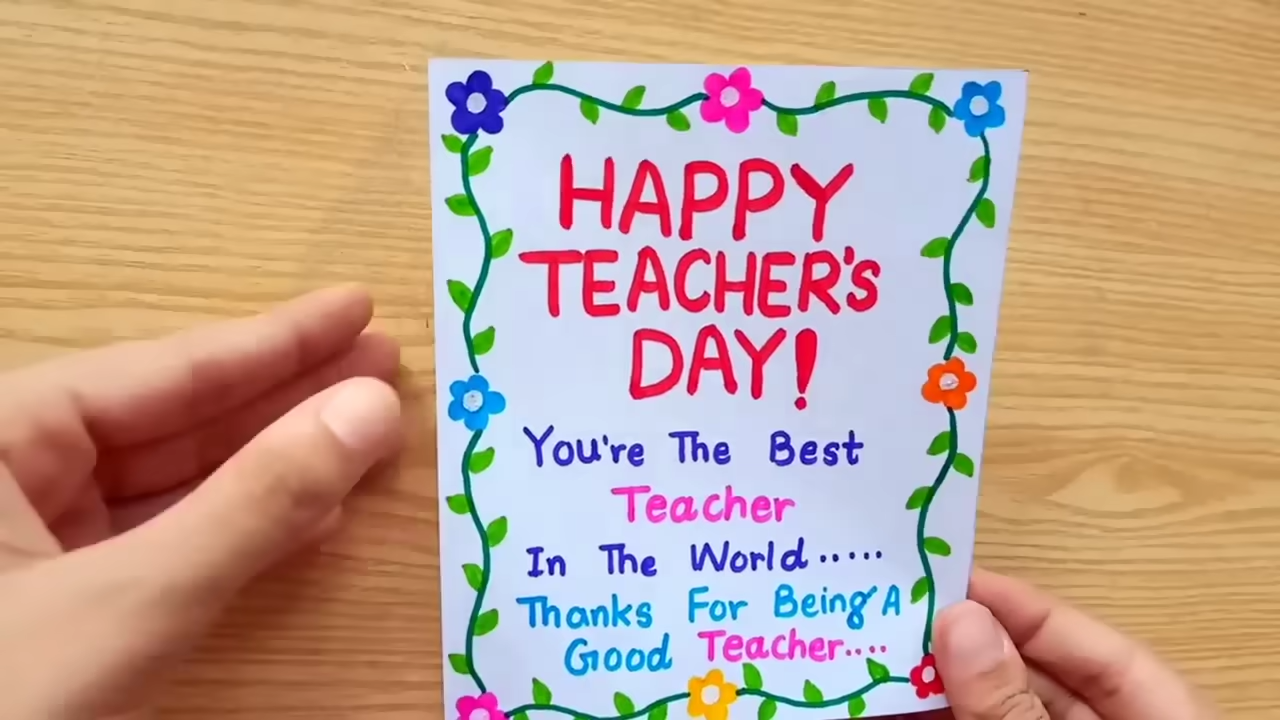 HAPPY
TEACHER'S
DAY!
You're The Best
Teacher
In The World.....
Thanks For Being A
Good Teacher....